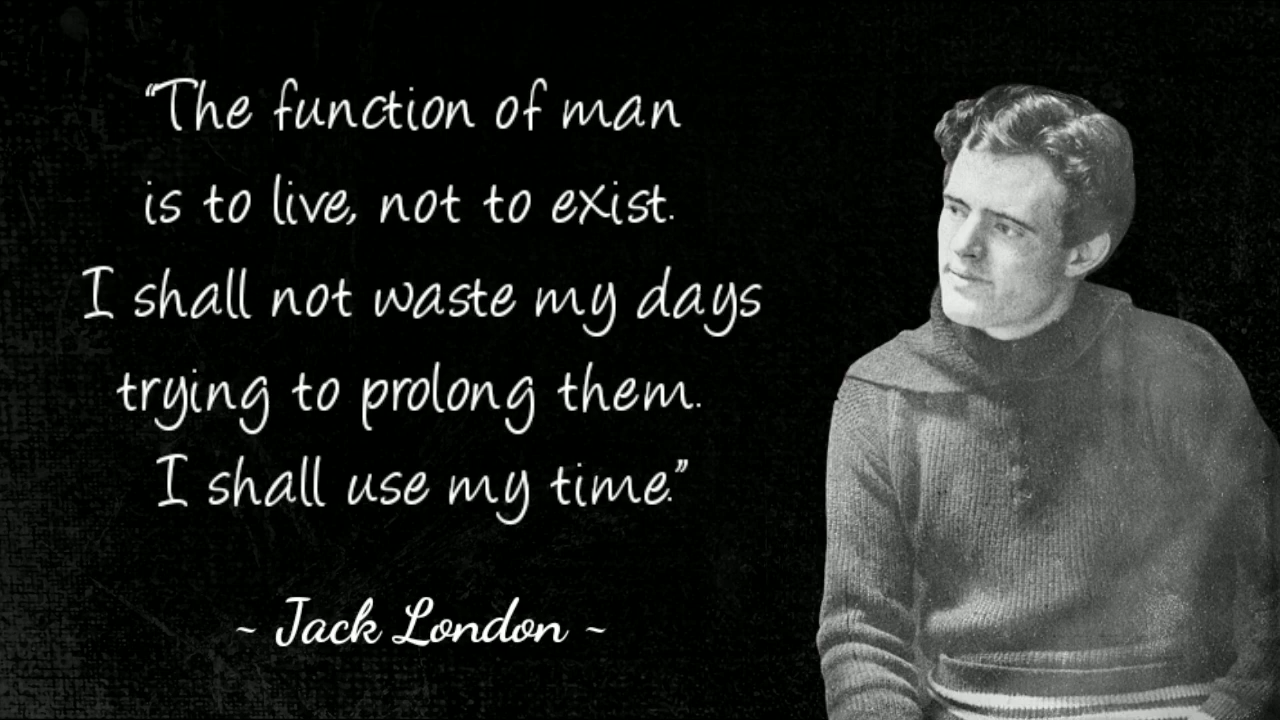 “The function of man
is to live, not to exist.
I shall not waste my days
trying to prolong them.
I shall use my time.”
~ Jack London ~